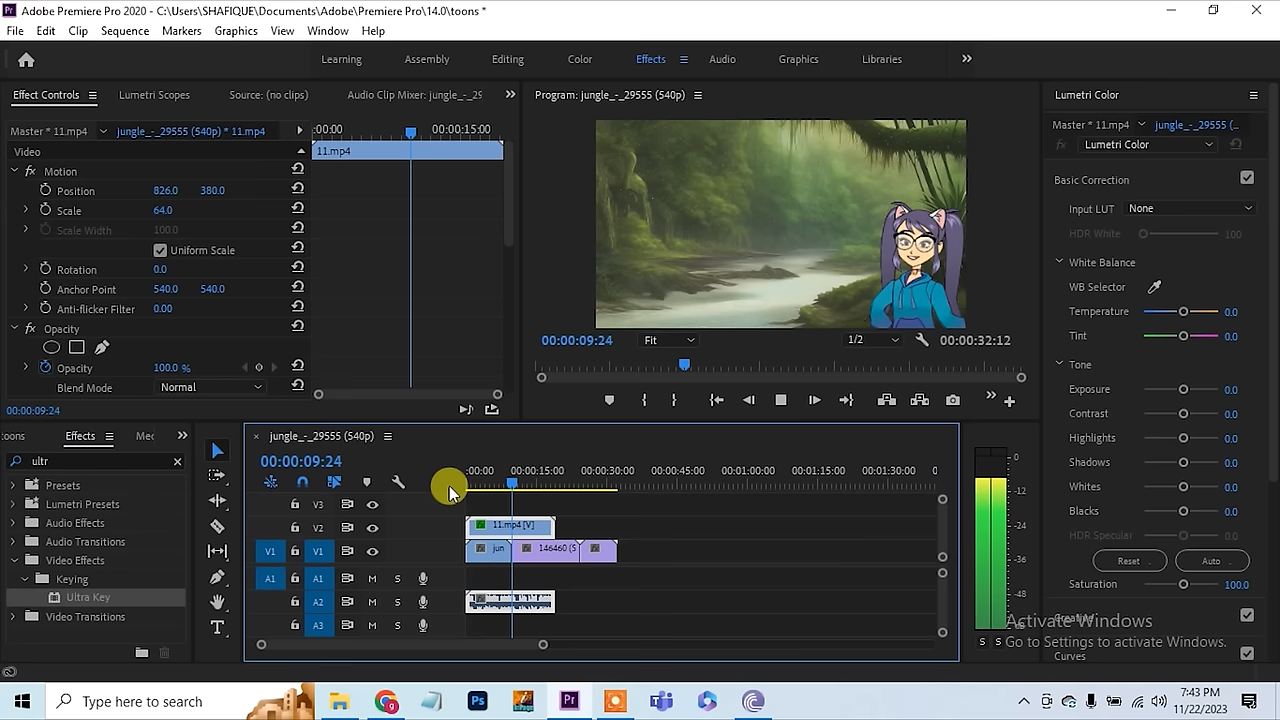 Adobe Premiere Pro 2020 - C:\Users\SHAFIQUE\Documents\Adobe\Premiere Pro\14.0\toons *
File Edit Clip Sequence Markers Graphics View Window Help
Learning Assembly Editing Color Effects Audio Graphics Libraries
Effect Controls Lumetri Scopes Source: (no clips) Audio Clip Mixer: jungle_-_29
Program: jungle_-_29555 (540p)
Lumetri Color
Master * 11.mp4 jungle_-_29555 (540p) * 11.mp4
:00:00 00:00:15:00
Video
11.mp4
fx Motion
Position 826.0 380.0
Scale 64.0
Scale Width 100.0
Uniform Scale
Rotation 0.0
Anchor Point 540.0 540.0
Anti-flicker Filter 0.00
fx Opacity
Opacity 100.0 %
Blend Mode Normal
00:00:09:24
00:00:09:24 Fit 1/2 00:00:32:12
Master * 11.mp4 jungle_-_29555 (...
fx Lumetri Color
Basic Correction
Input LUT None
HDR White 100
White Balance
WB Selector
Temperature 0.0
Tint 0.0
Tone
Exposure 0.0
Contrast 0.0
Highlights 0.0
Shadows 0.0
Whites 0.0
Blacks 0.0
HDR Specular 0.0
Reset Auto
Saturation 100.0
Creative
Curves
toons Effects Mec
ultr
Presets
Lumetri Presets
Audio Effects
Audio Transitions
Video Effects
Keying
Ultra Key
Video Transitions
jungle_-_29555 (540p)
00:00:09:24
:00:00 00:00:15:00 00:00:30:00 00:00:45:00 00:01:00:00 00:01:15:00 00:01:30:00 0
V3
V2 11.mp4 [V]
V1 V1 jun 146460 (S
A1 A1 M S
A2 M S
A3 M S
0
-12
-24
-36
-48
S S
Activate Windows
Go to Settings to activate Windows.
Type here to search
Ps
Pr
7:43 PM
11/22/2023